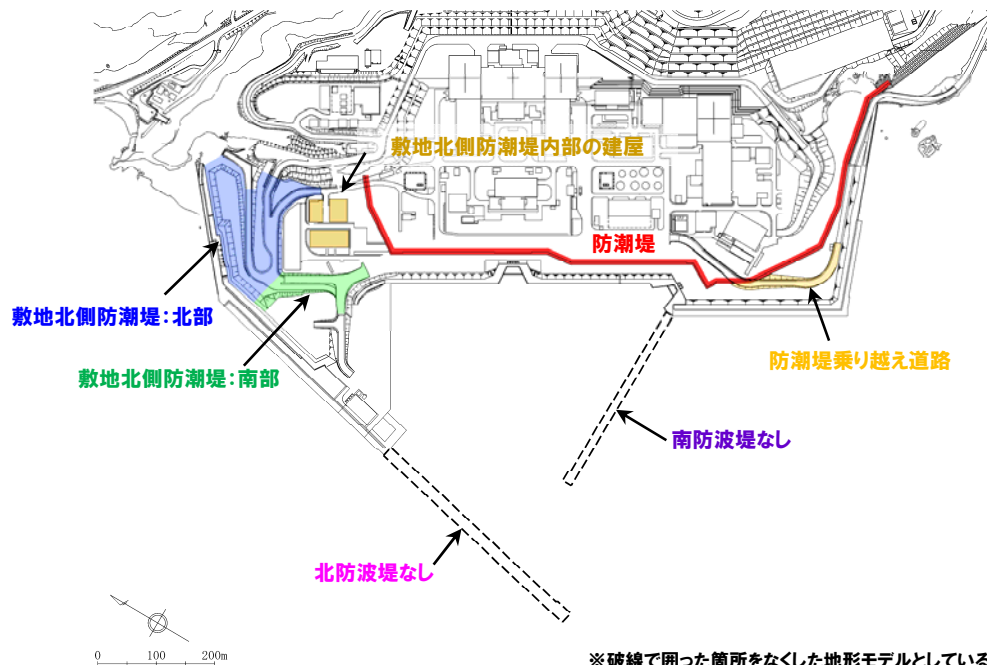 敷地北側防潮堤内部の建屋
防潮堤
敷地北側防潮堤：北部
防潮堤乗り越え道路
敷地北側防潮堤：南部
南防波堤なし
北防波堤なし
0 100 200m
※破線で囲った箇所をなくした地形モデルとしている